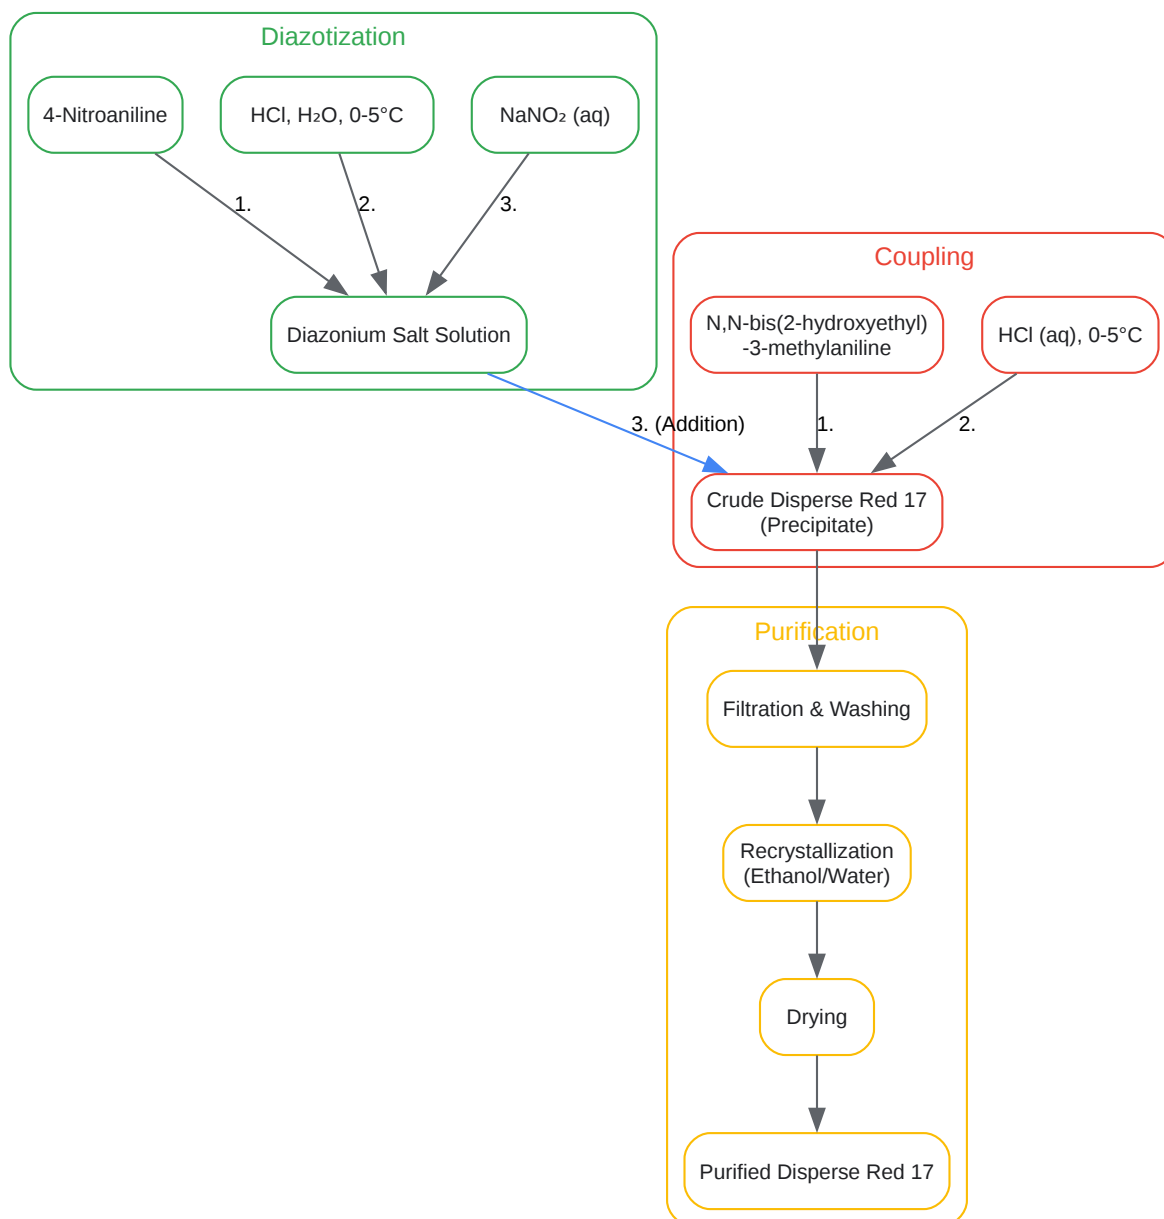 Diazotization
4-Nitroaniline
HCl, H₂O, 0-5°C
NaNO₂ (aq)
1.
2.
3.
Diazonium Salt Solution
Coupling
N,N-bis(2-hydroxyethyl)
-3-methylaniline
HCl (aq), 0-5°C
3. (Addition)
1.
2.
Crude Disperse Red 17
(Precipitate)
Purification
Filtration & Washing
Recrystallization
(Ethanol/Water)
Drying
Purified Disperse Red 17